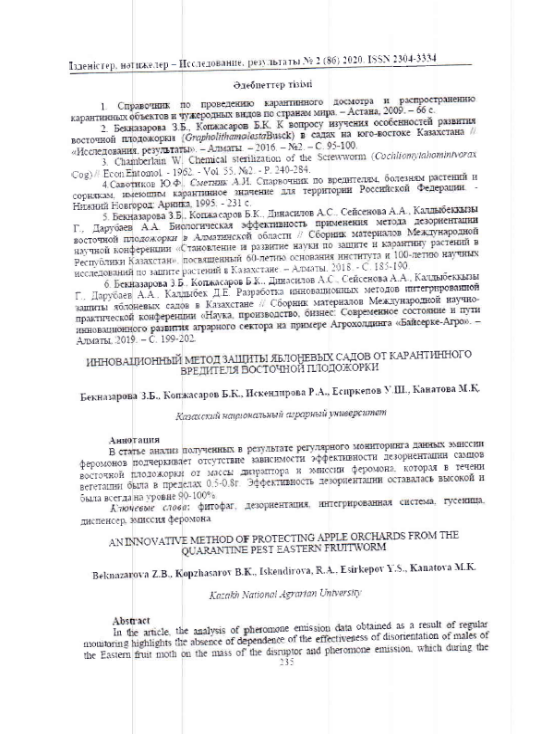 Ізденістер, нәтижелер – Исследование, результаты № 2 (86) 2020. ISSN 2304-3334
Әдебиеттер тізімі
1. Справочник по проведению карантинного досмотра и распространению
карантинных объектов и чужеродных видов по странам мира. – Астана, 2009. – 66 с.
2. Бекназарова З.Б., Копжасаров Б.К. К вопросу изучения особенностей развития
восточной плодожорки (GrapholithamolestaBusck) в садах на юго-востоке Казахстана //
«Исследования, результаты». – Алматы. – 2016. – №2. – С. 95-100.
3. Chamberlain W. Chemical sterilization of the Sciewworm (Cochliomyiahominivorax
Coq) // Econ.Entomol. - 1962. - Vol. 55, №2. - P. 240-284.
4.Савотиков Ю.Ф., Сметник А.И. Справочник по вредителям, болезням растений и
сорнякам, имеющим карантинное значение для территории Российской Федерации. -
Нижний Новгород: Арника, 1995. - 231 с.
5. Бекназарова З.Б., Копжасаров Б.К., Динасилов А.С., Сейсенова А.А., Калдыбеккызы
Г., Дарубаев А.А. Биологическая эффективность применения метода дезориентации
восточной плодожорки в Алматинской области // Сборник материалов Международной
научной конференции «Становление и развитие науки по защите и карантину растений в
Республики Казахстан», посвященный 60-летию основания института и 100-летию научных
исследований по защите растений в Казахстане. – Алматы, 2018. - С. 185-190.
6. Бекназарова З.Б., Копжасаров Б.К., Динасилов А.С., Сейсенова А.А., Калдыбеккызы
Г., Дарубаев А.А., Калдыбек Д.Е. Разработка инновационных методов интегрированной
защиты яблоневых садов в Казахстане // Сборник материалов Международной научно-
практической конференции «Наука, производство, бизнес: Современное состояние и пути
инновационного развития аграрного сектора на примере Агрохолдинга «Байсерке-Агро». –
Алматы, 2019. – С. 199-202.
ИННОВАЦИОННЫЙ МЕТОД ЗАЩИТЫ ЯБЛОНЕВЫХ САДОВ ОТ КАРАНТИННОГО
ВРЕДИТЕЛЯ ВОСТОЧНОЙ ПЛОДОЖОРКИ
Бекназарова З.Б., Копжасаров Б.К., Искендирова Р.А., Есиркепов У.Ш., Канатова М.К.
Казахский национальный аграрный университет
Аннотация
В статье анализ полученных в результате регулярного мониторинга данных эмиссии
феромонов подчеркивает отсутствие зависимости эффективности дезориентации самцов
восточной плодожорки от массы дизраптора и эмиссии феромона, которая в течении
вегетации была в пределах 0,5-0,8г. Эффективность дезориентации оставалась высокой и
была всегда на уровне 90-100%.
Ключевые слова: фитофаг, дезориентация, интегрированная система, гусеница,
диспенсер, эмиссия феромона
AN INNOVATIVE METHOD OF PROTECTING APPLE ORCHARDS FROM THE
QUARANTINE PEST EASTERN FRUITWORM
Beknazarova Z.B., Kopzhasarov B.K., Iskendirova, R.A., Esirkepov Y.S., Kanatova M.K.
Kazakh National Agrarian University
Abstract
In the article, the analysis of pheromone emission data obtained as a result of regular
monitoring highlights the absence of dependence of the effectiveness of disorientation of males of
the Eastern fruit moth on the mass of the disruptor and pheromone emission, which during the
235